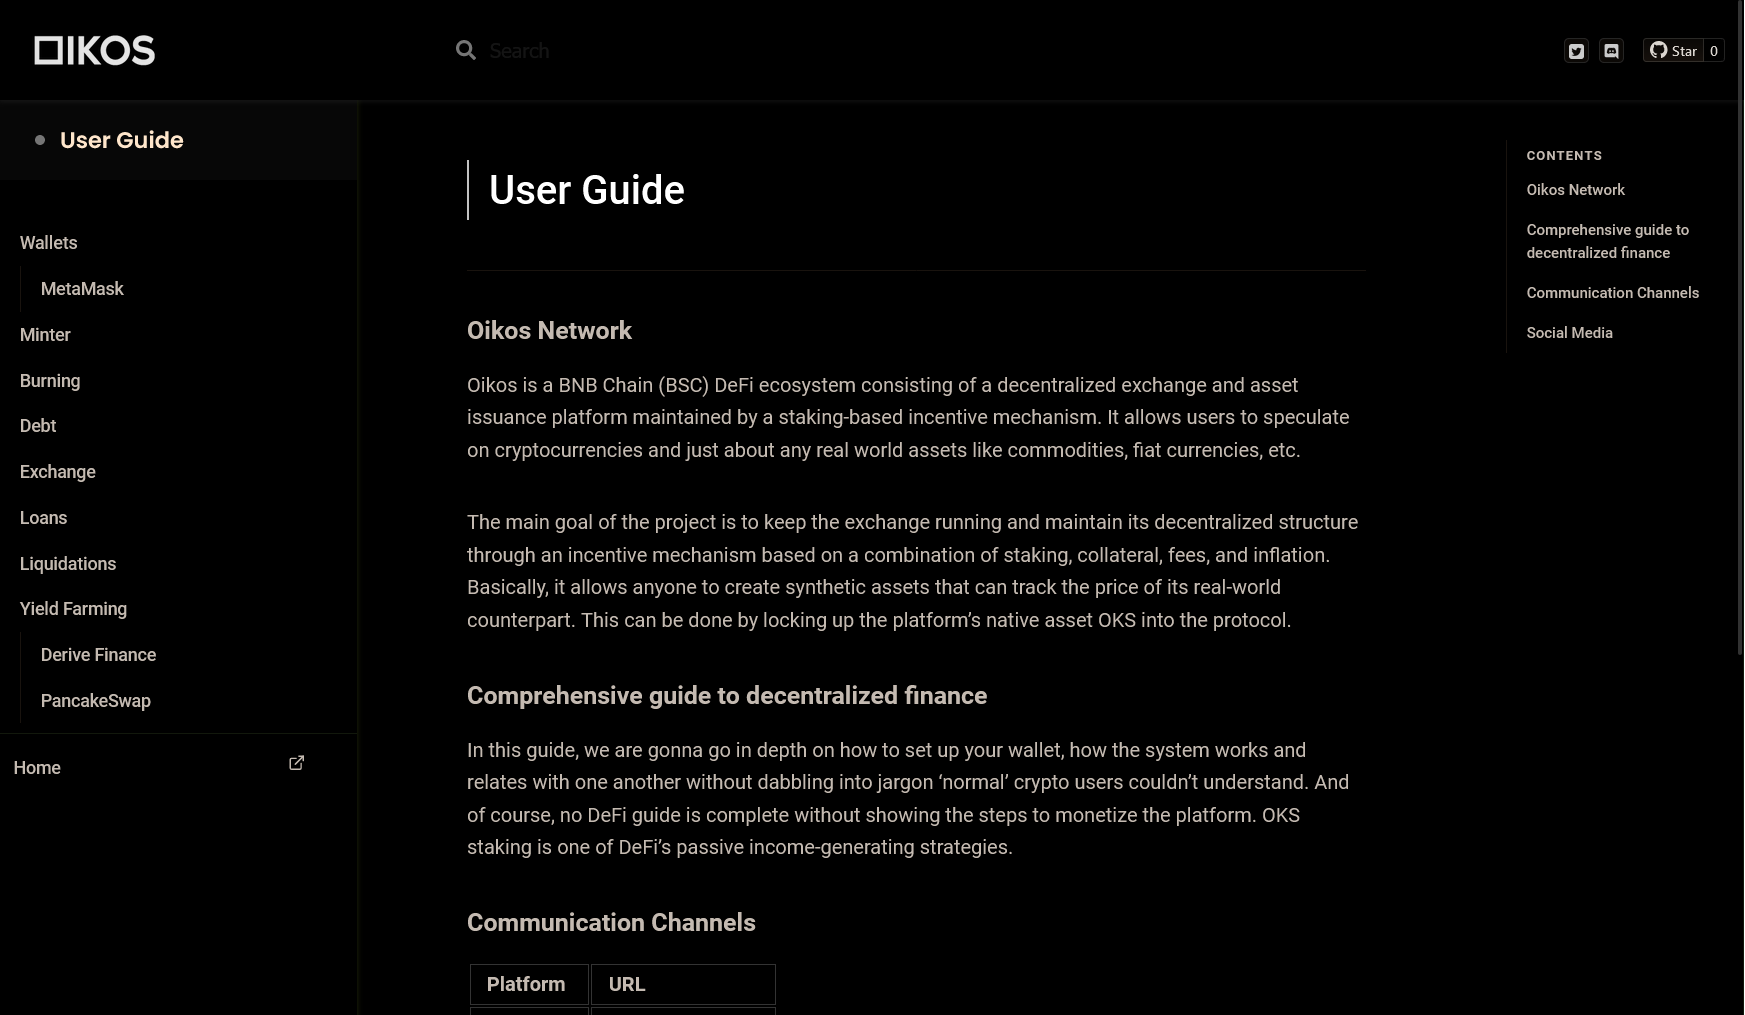 OIKOS
Search
Star 0
User Guide
Wallets
MetaMask
Minter
Burning
Debt
Exchange
Loans
Liquidations
Yield Farming
Derive Finance
PancakeSwap
Home
User Guide
Oikos Network
Oikos is a BNB Chain (BSC) DeFi ecosystem consisting of a decentralized exchange and asset
issuance platform maintained by a staking-based incentive mechanism. It allows users to speculate
on cryptocurrencies and just about any real world assets like commodities, fiat currencies, etc.
The main goal of the project is to keep the exchange running and maintain its decentralized structure
through an incentive mechanism based on a combination of staking, collateral, fees, and inflation.
Basically, it allows anyone to create synthetic assets that can track the price of its real-world
counterpart. This can be done by locking up the platform’s native asset OKS into the protocol.
Comprehensive guide to decentralized finance
In this guide, we are gonna go in depth on how to set up your wallet, how the system works and
relates with one another without dabbling into jargon ‘normal’ crypto users couldn’t understand. And
of course, no DeFi guide is complete without showing the steps to monetize the platform. OKS
staking is one of DeFi’s passive income-generating strategies.
Communication Channels
Platform URL
CONTENTS
Oikos Network
Comprehensive guide to
decentralized finance
Communication Channels
Social Media